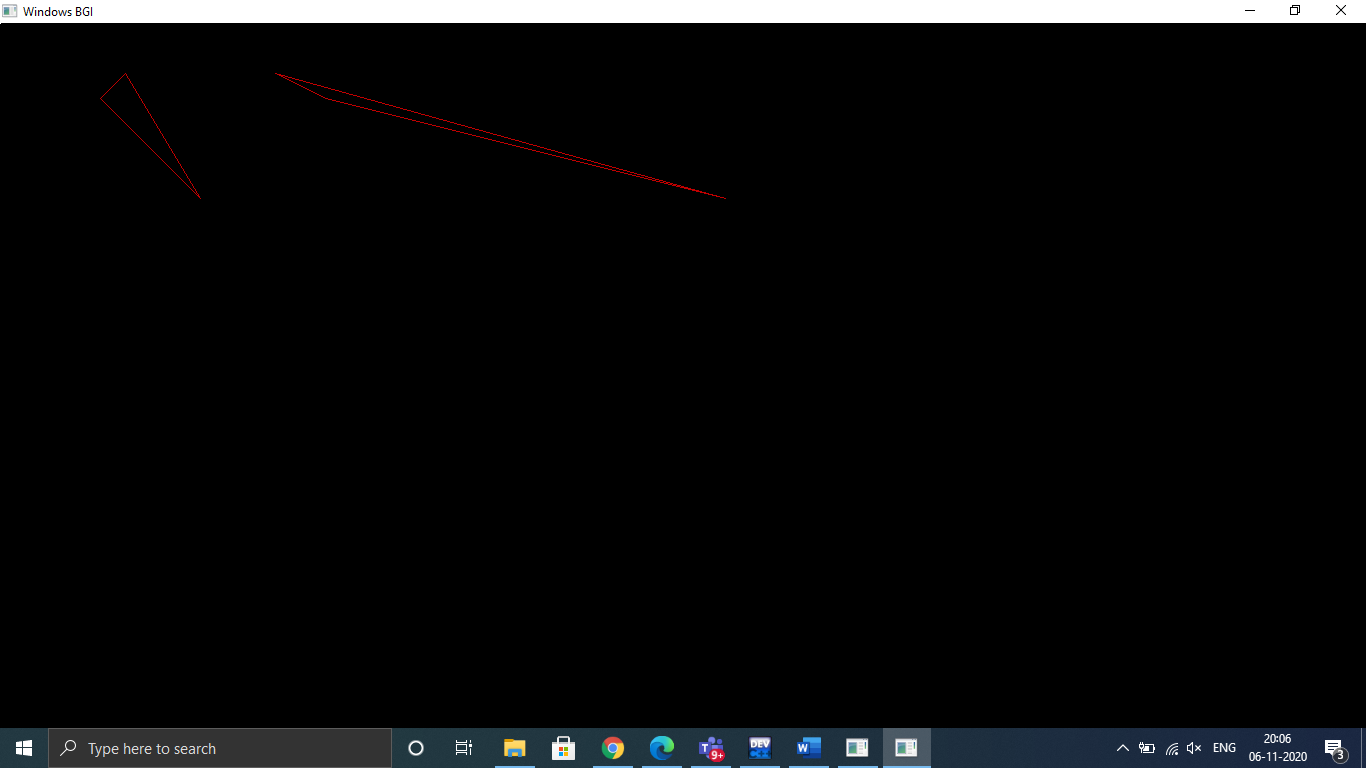 Windows BGI
Type here to search
T
9+
DEV
W
ENG
20:06
06-11-2020
3